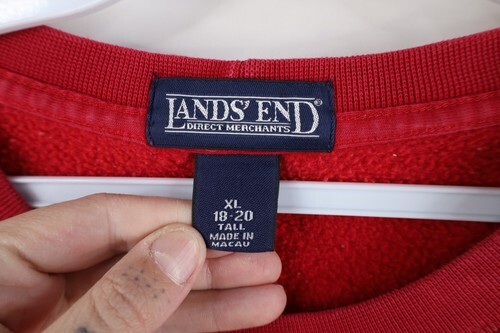 LANDS' END®
DIRECT MERCHANTS
XL
18-20
TALL
MADE IN
MACAU